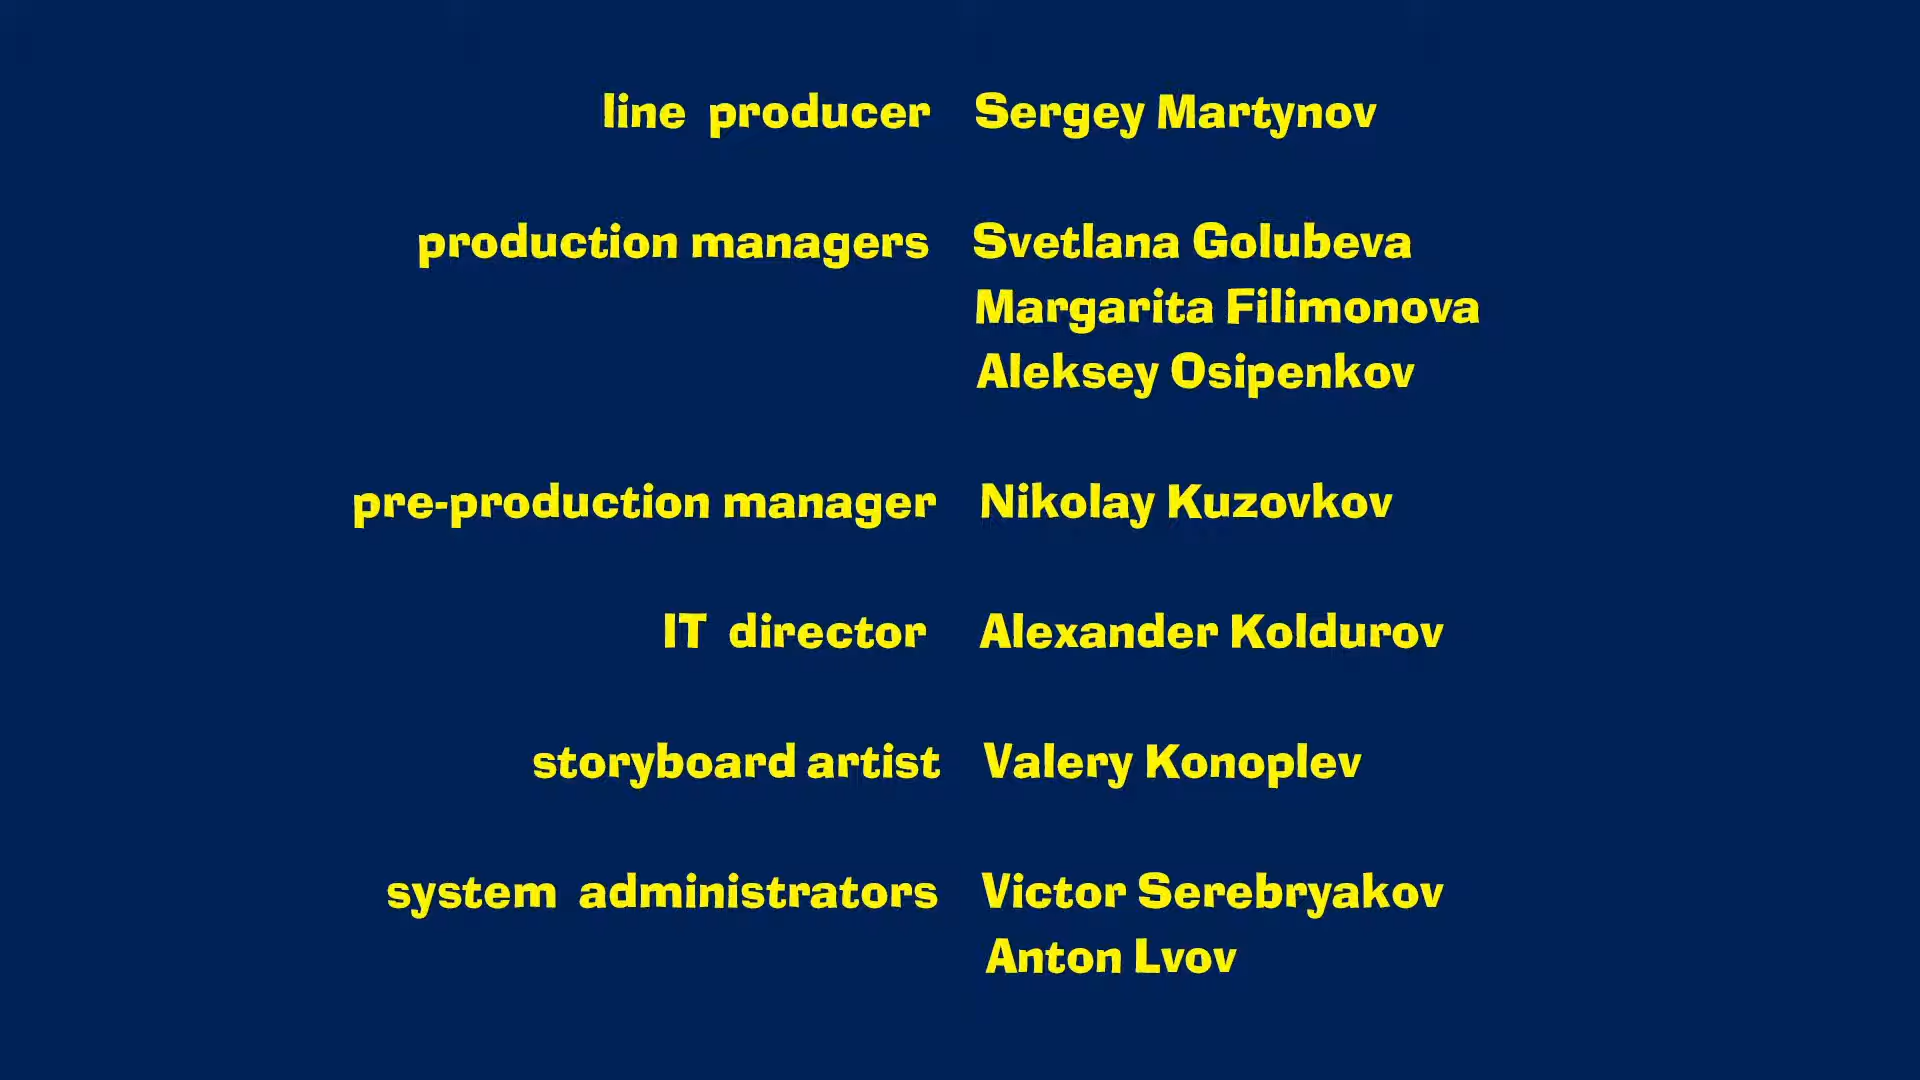 line producer Sergey Martynov
production managers Svetlana Golubeva
Margarita Filimonova
Aleksey Osipenkov
pre-production manager Nikolay Kuzovkov
IT director Alexander Koldurov
storyboard artist Valery Konoplev
system administrators Victor Serebryakov
Anton Lvov